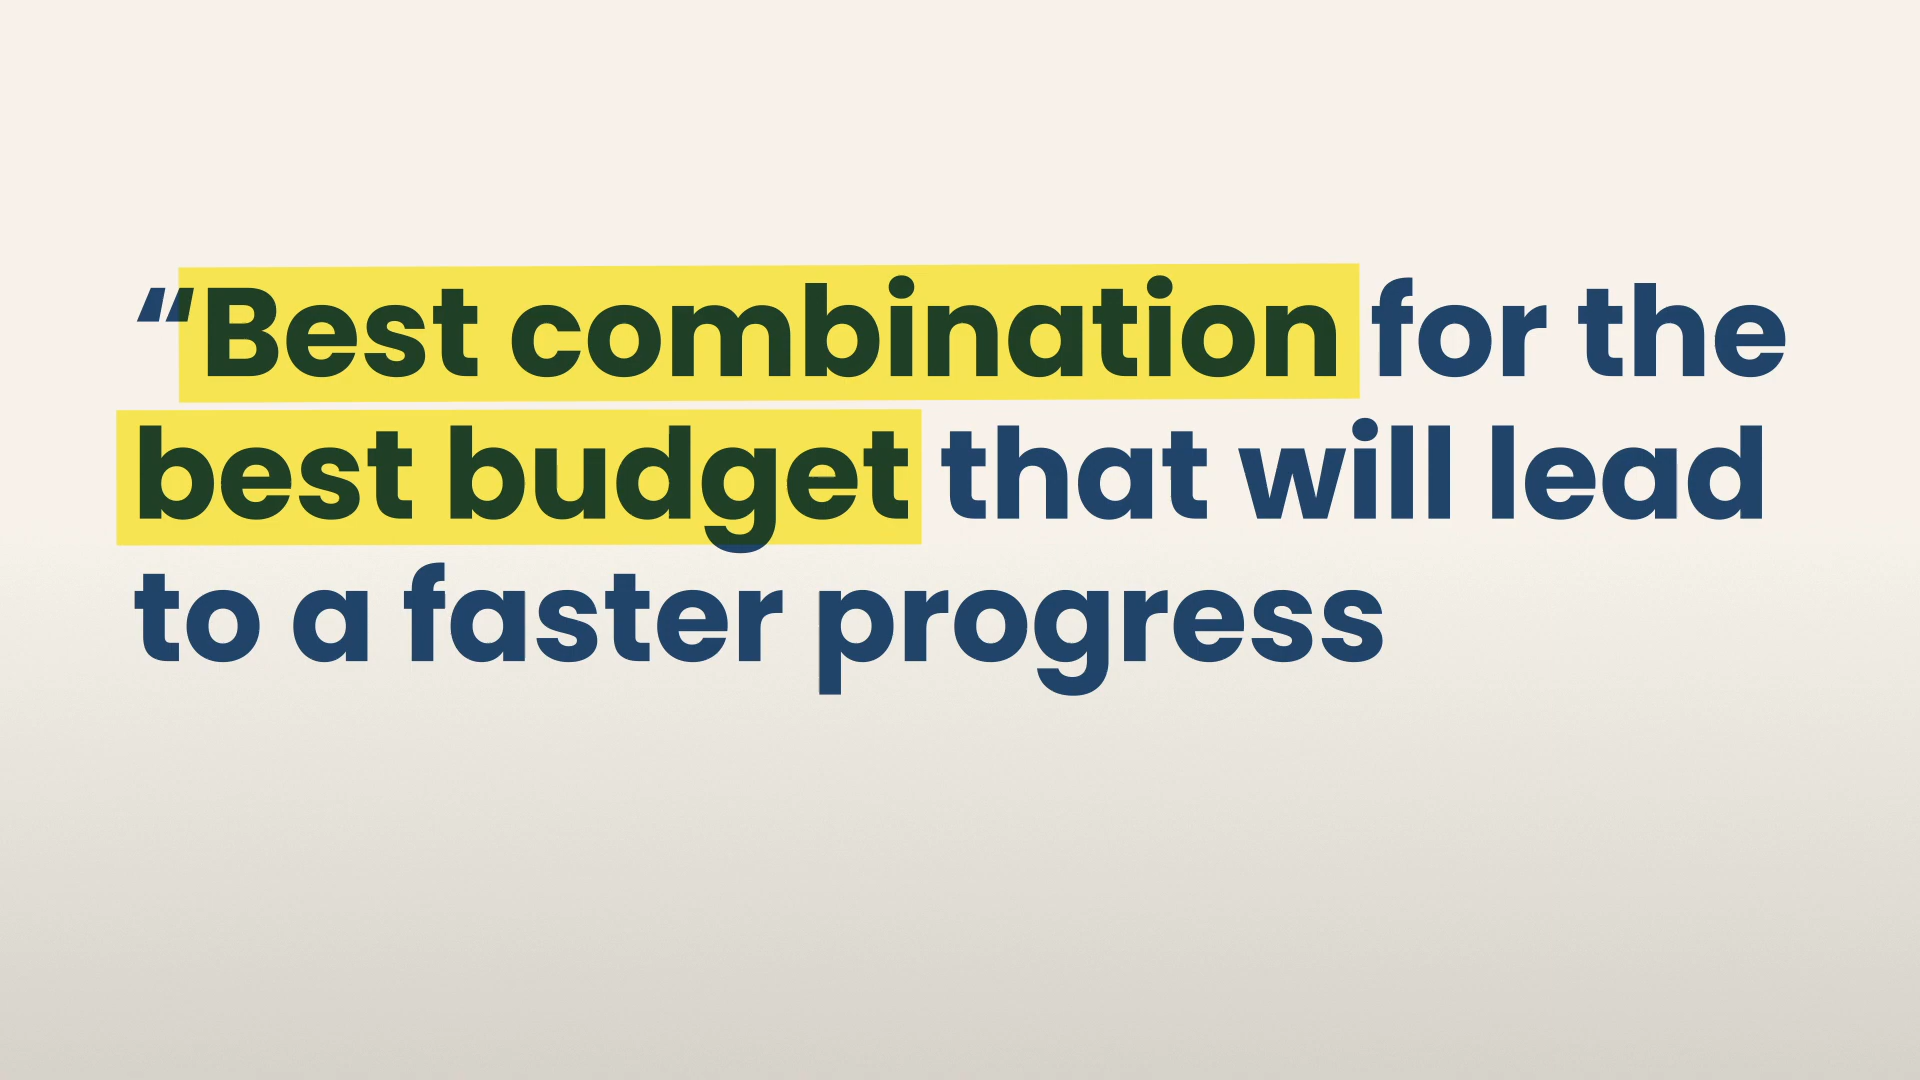 “Best combination for the
best budget that will lead
to a faster progress